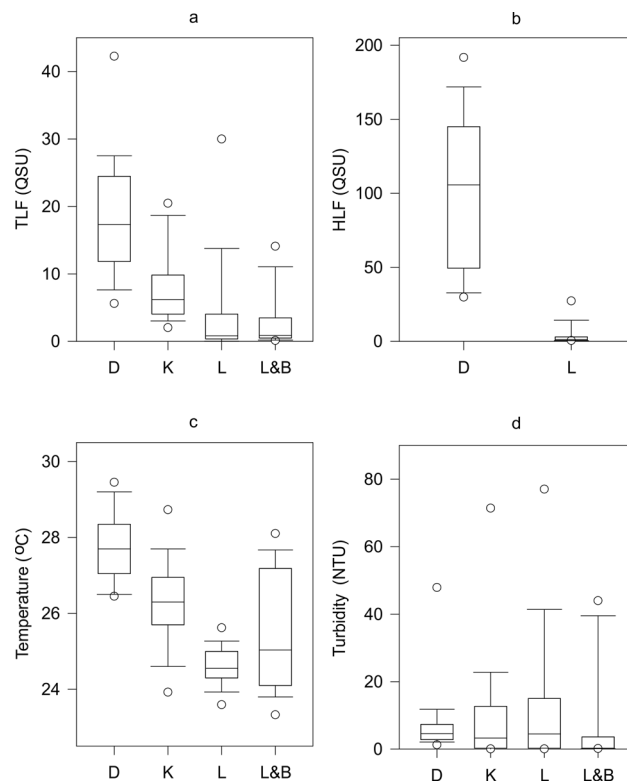 a
TLF (QSU)
40
30
20
10
0
D K L L&B
b
HLF (QSU)
200
150
100
50
0
D L
c
Temperature (ºC)
30
28
26
24
D K L L&B
d
Turbidity (NTU)
80
60
40
20
0
D K L L&B